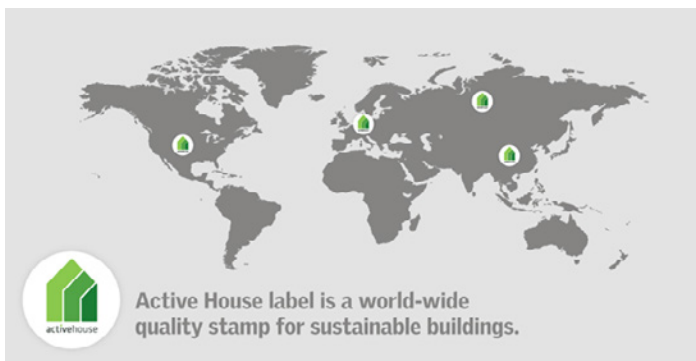 Active House label is a world-wide
quality stamp for sustainable buildings.
activehouse